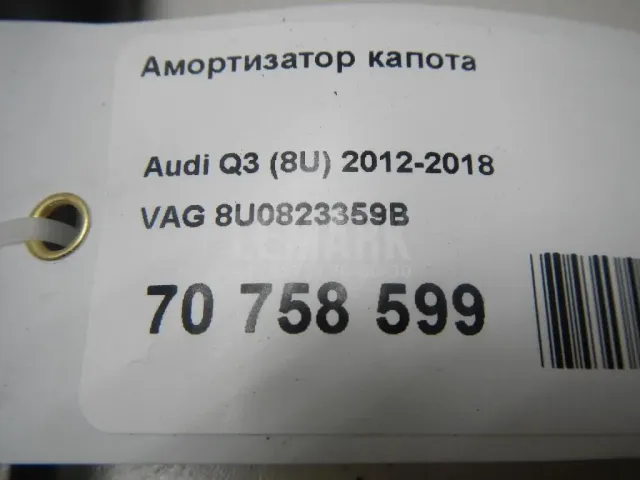 Амортизатор капота
Audi Q3 (8U) 2012-2018
VAG 8U0823359B
70 758 599